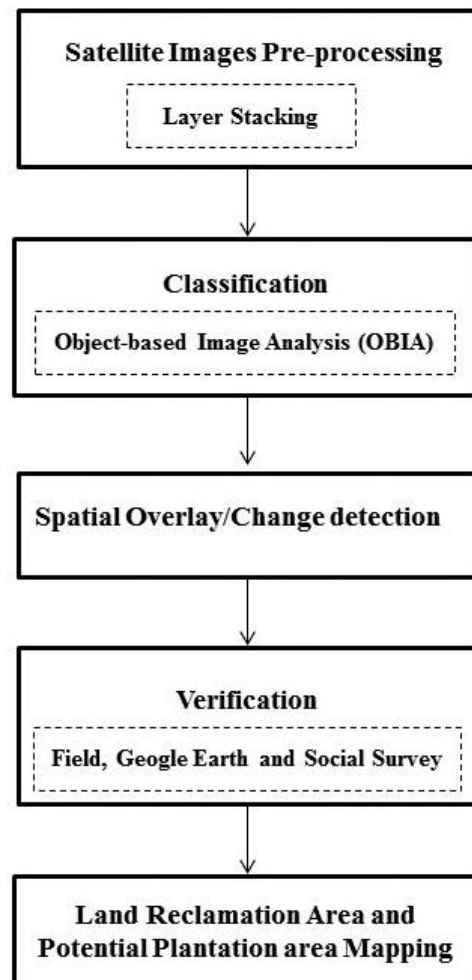 Satellite Images Pre-processing
Layer Stacking
Classification
Object-based Image Analysis (OBIA)
Spatial Overlay/Change detection
Verification
Field, Geogle Earth and Social Survey
Land Reclamation Area and
Potential Plantation area Mapping